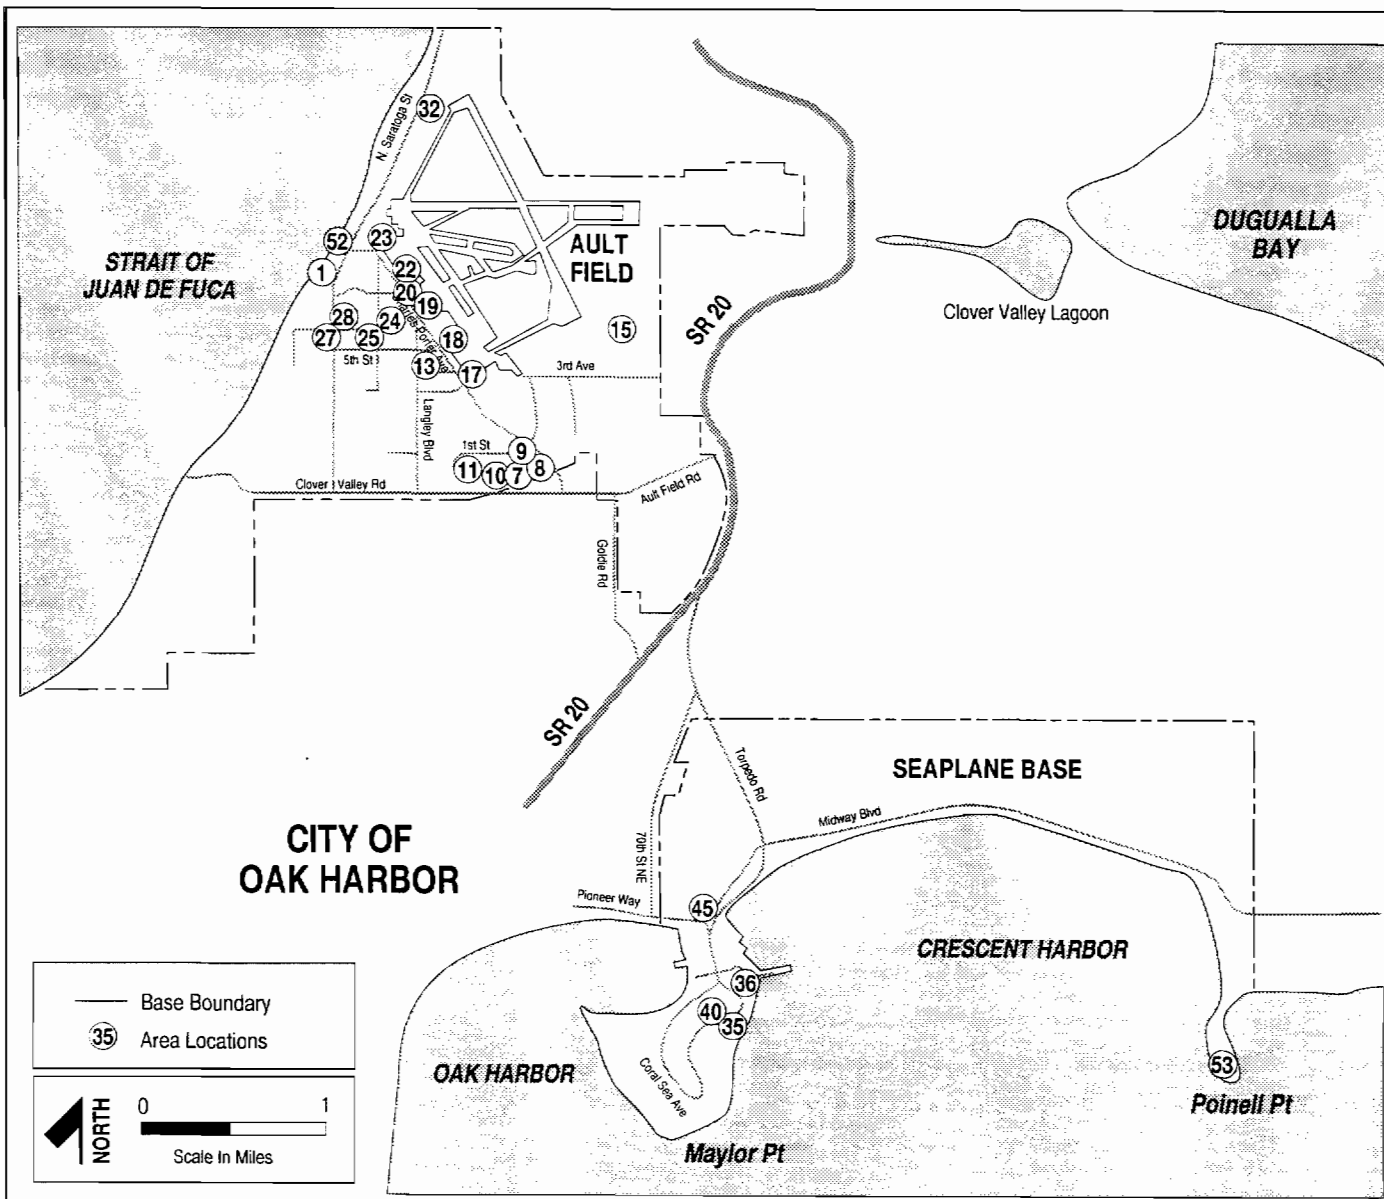 N. Saratoga St
32
52
23
1
22
20
19
28
24
27
25
18
13
17
15
AULT
FIELD
STRAIT OF
JUAN DE FUCA
DUGUALLA
BAY
Clover Valley Lagoon
SR 20
5th St
3rd Ave
Langley Blvd
1st St
9
11
10
7
8
Clover Valley Rd
Ault Field Rd
Goldie Rd
SR 20
SEAPLANE BASE
Torpedo Rd
Midway Blvd
CITY OF
OAK HARBOR
70th St NE
Pioneer Way
45
CRESCENT HARBOR
36
40
35
53
OAK HARBOR
Coral Sea Ave
Maylor Pt
Poinell Pt
Base Boundary
35
Area Locations
NORTH
0
1
Scale In Miles